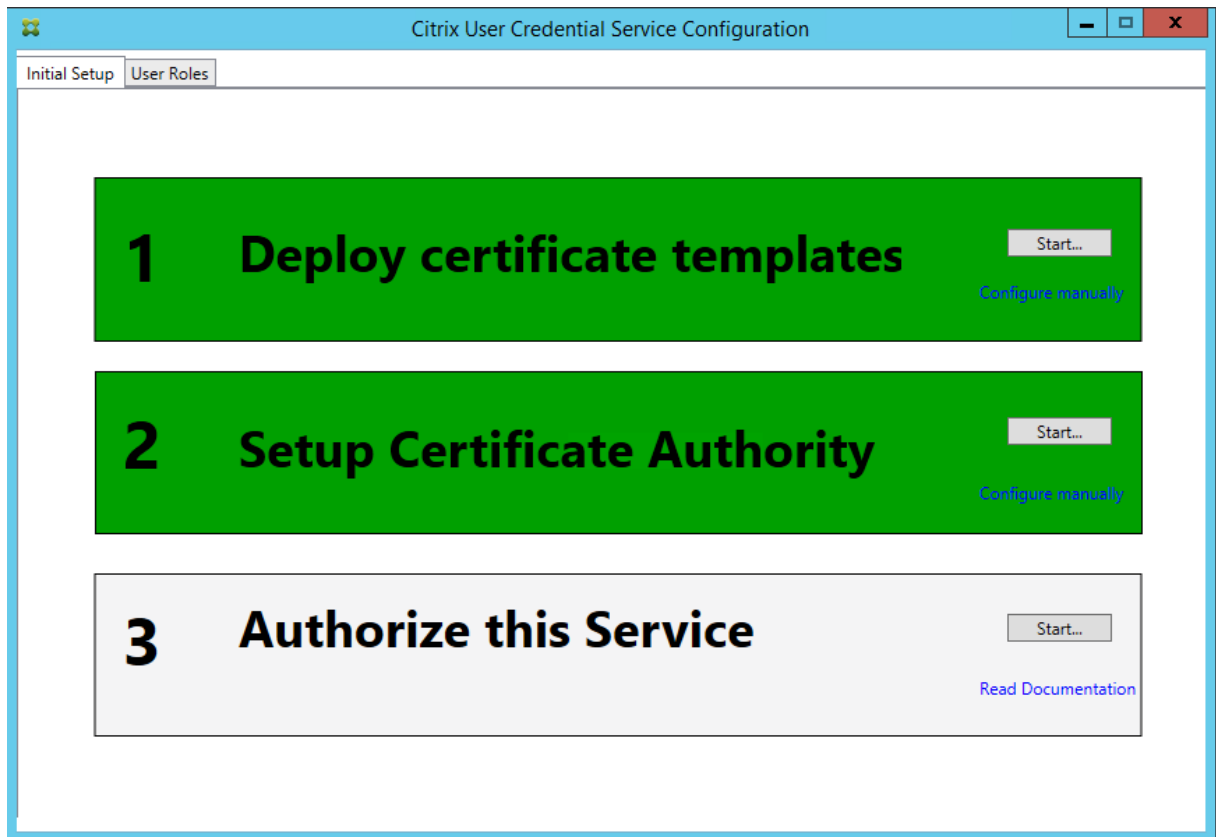 Citrix User Credential Service Configuration
Initial Setup User Roles
1 Deploy certificate templates Start...
Configure manually
2 Setup Certificate Authority Start...
Configure manually
3 Authorize this Service Start...
Read Documentation